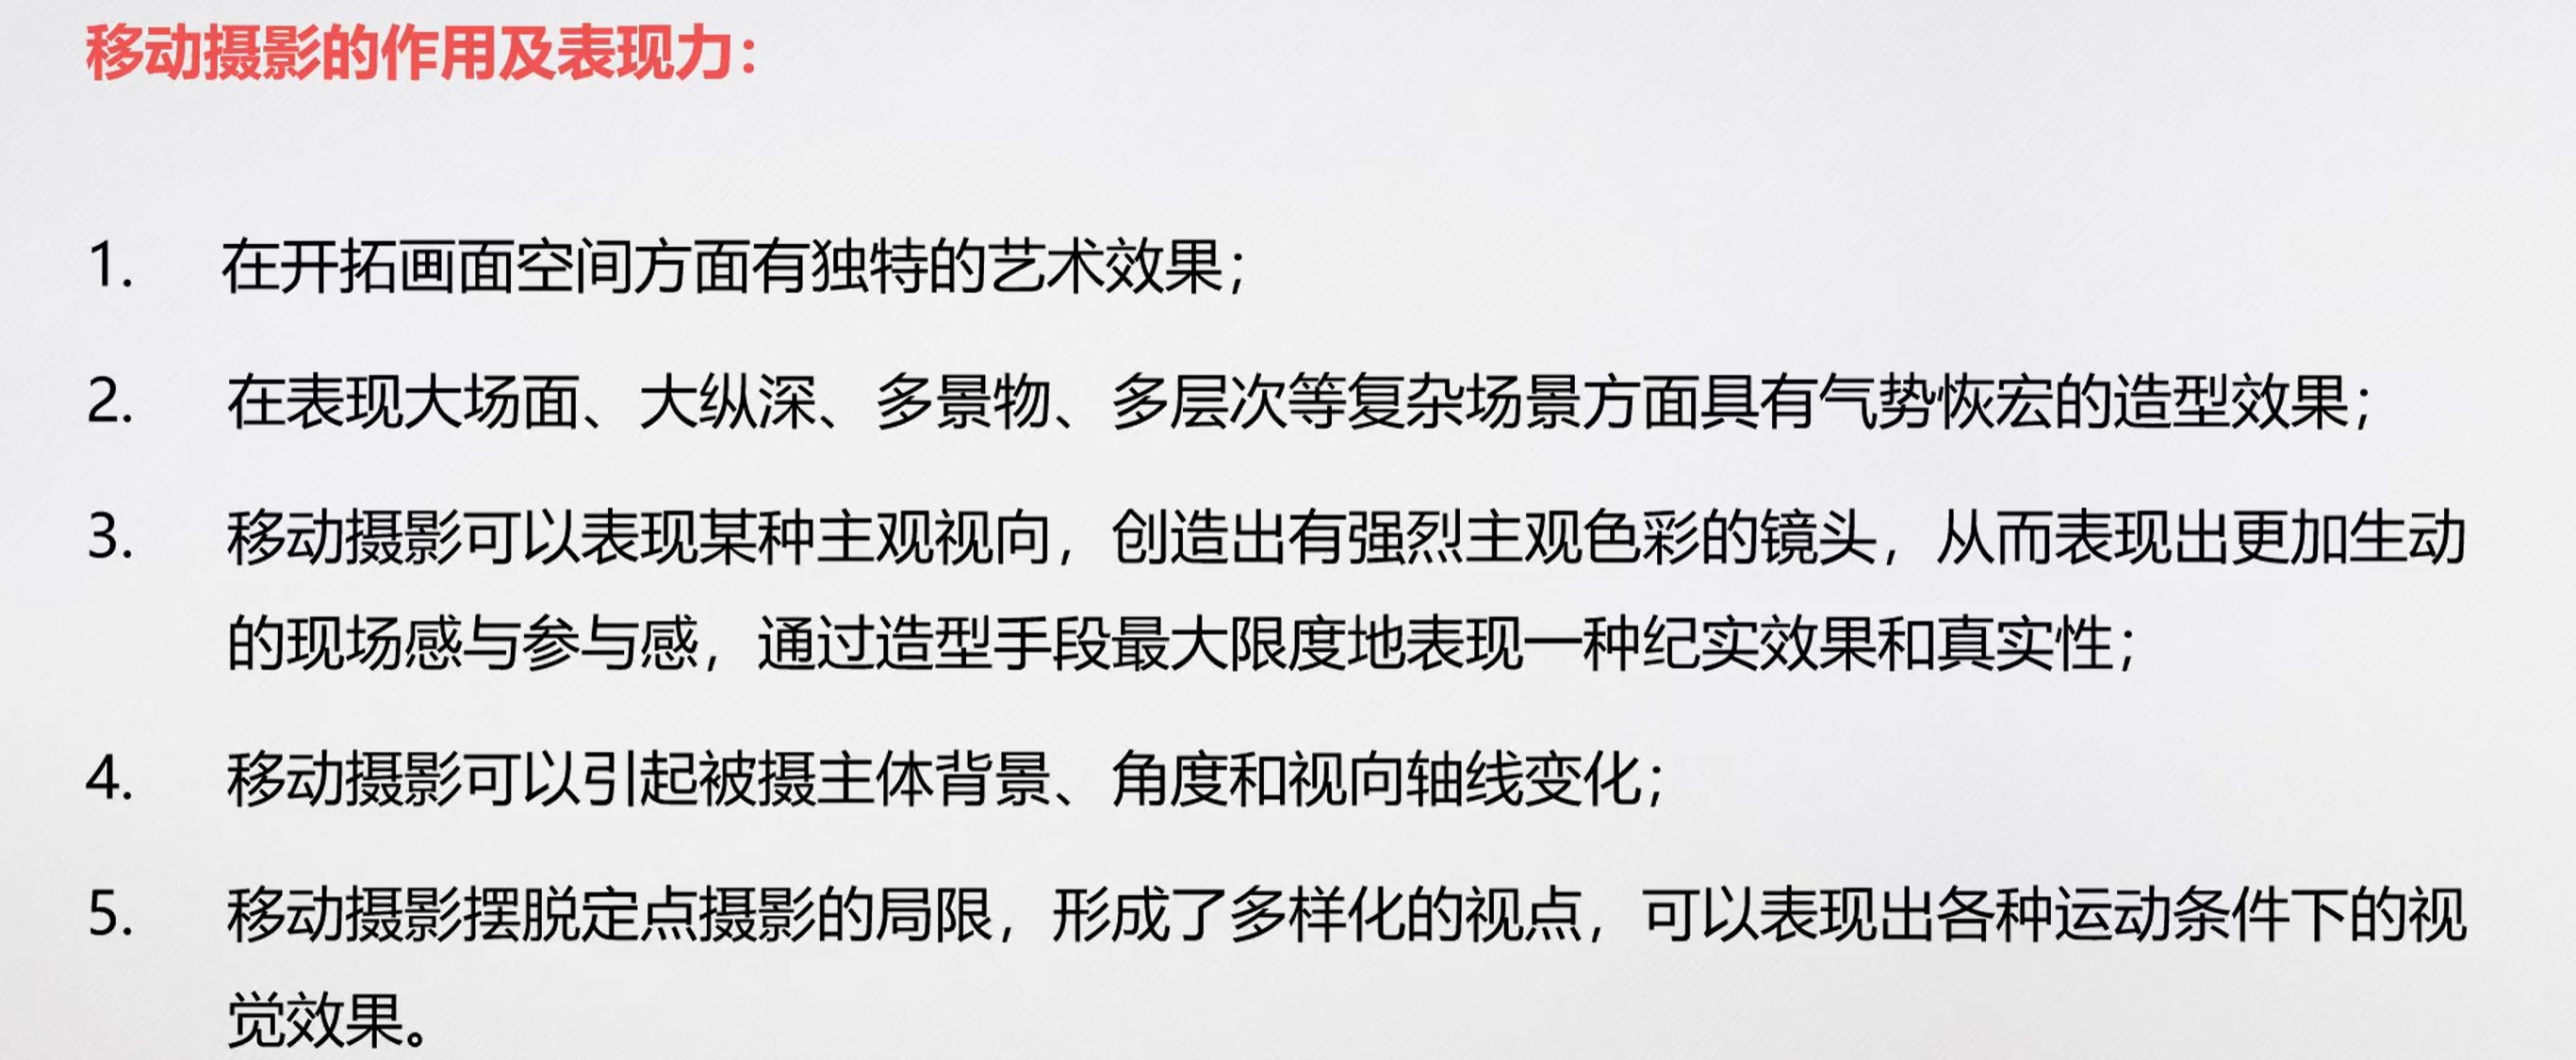 移动摄影的作用及表现力：
1. 在开拓画面空间方面有独特的艺术效果；
2. 在表现大场面、大纵深、多景物、多层次等复杂场景方面具有气势恢宏的造型效果；
3. 移动摄影可以表现某种主观视向，创造出有强烈主观色彩的镜头，从而表现出更加生动
的现场感与参与感，通过造型手段最大限度地表现一种纪实效果和真实性；
4. 移动摄影可以引起被摄主体背景、角度和视向轴线变化；
5. 移动摄影摆脱定点摄影的局限，形成了多样化的视点，可以表现出各种运动条件下的视
觉效果。